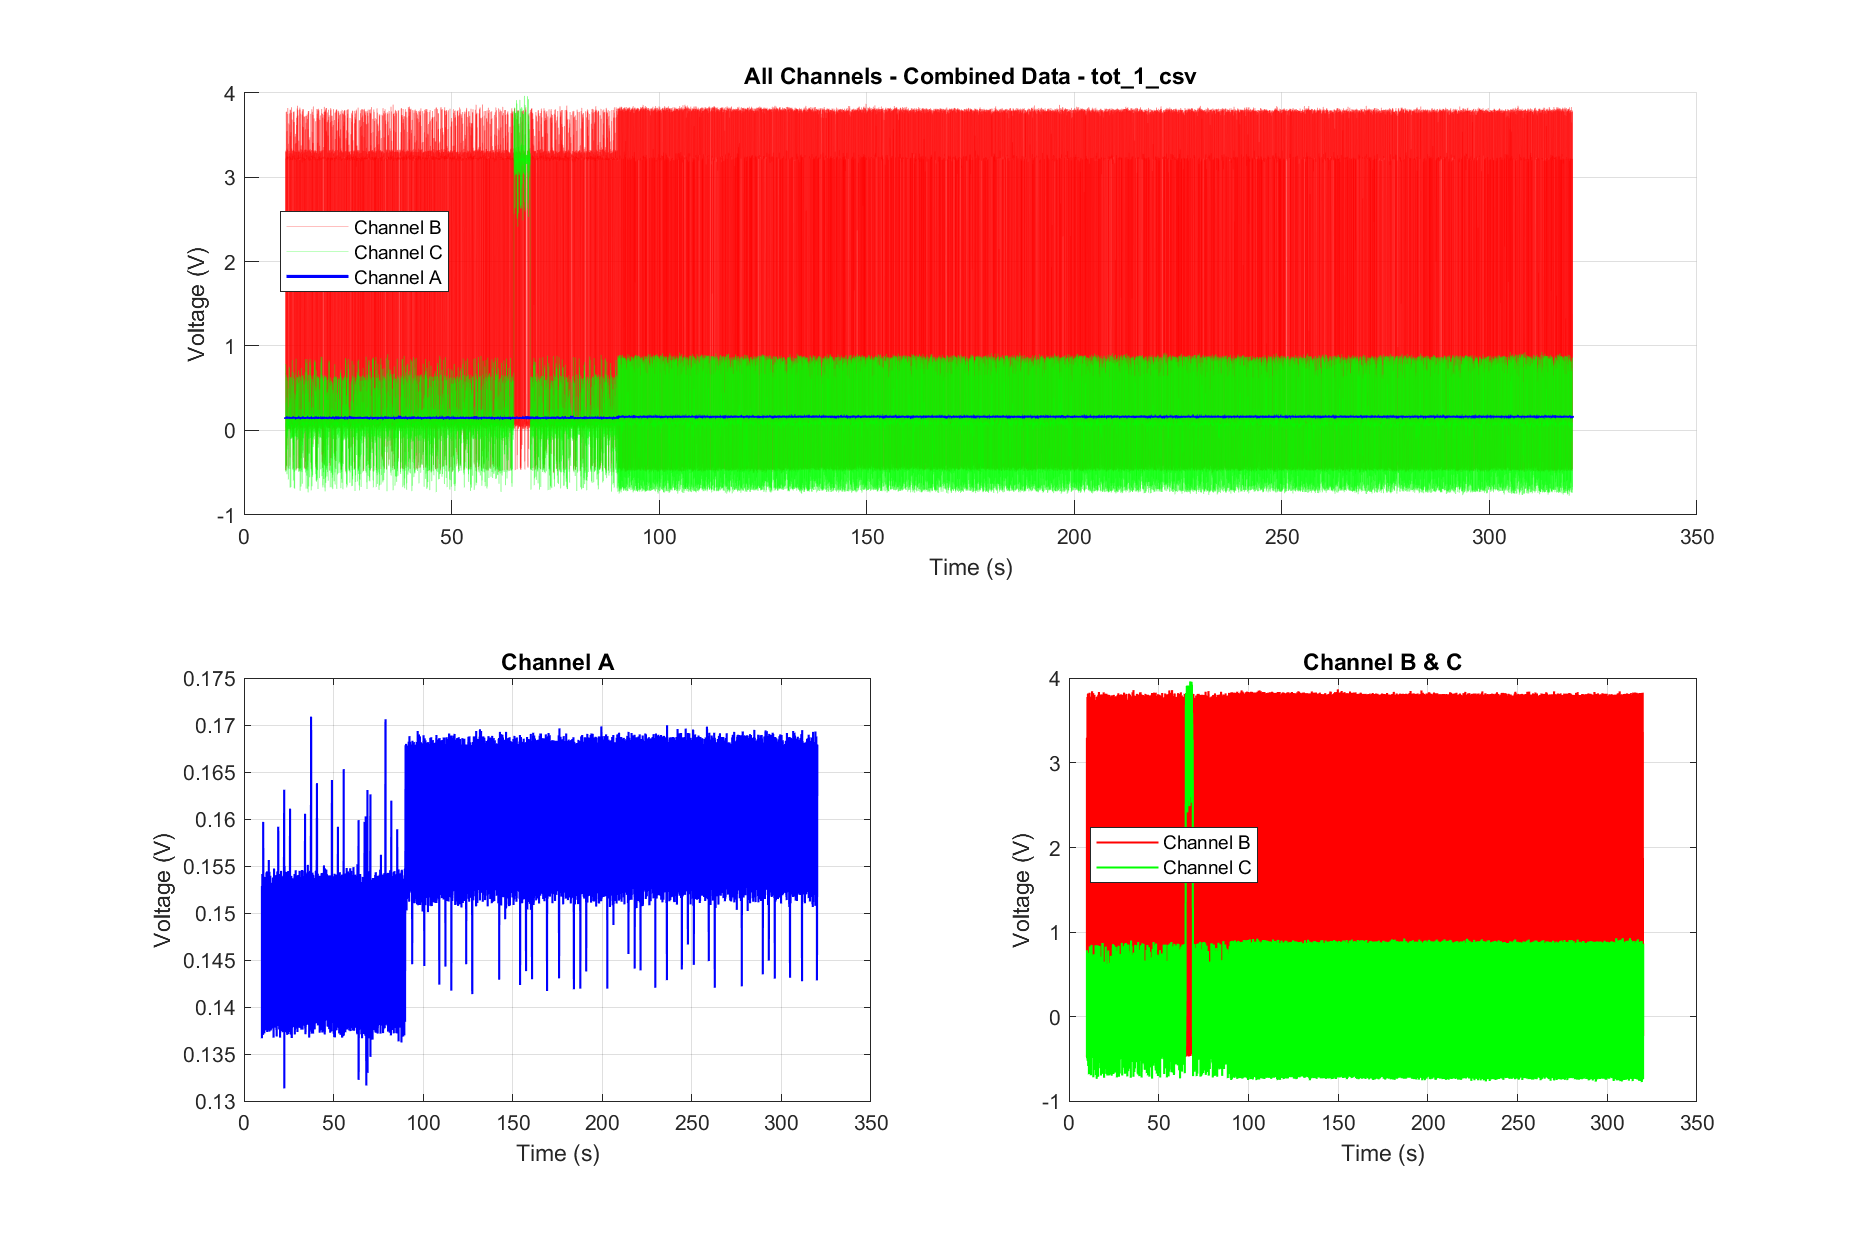 All Channels - Combined Data - tot_1_csv
4
3
2
1
0
-1
Voltage (V)
Channel B
Channel C
Channel A
0 50 100 150 200 250 300 350
Time (s)
Channel A
0.175
0.17
0.165
0.16
0.155
0.15
0.145
0.14
0.135
0.13
Voltage (V)
0 50 100 150 200 250 300 350
Time (s)
Channel B & C
4
3
2
1
0
-1
Voltage (V)
Channel B
Channel C
0 50 100 150 200 250 300 350
Time (s)